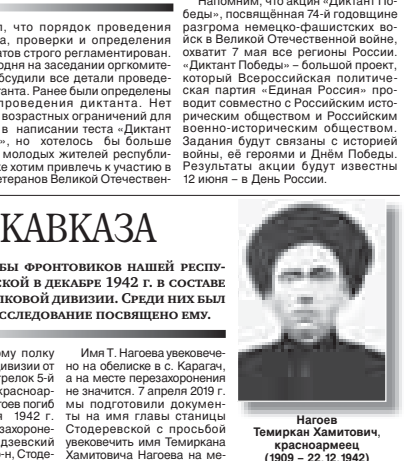 л, что порядок проведения
а, проверки и определения
атов строго регламентирован.
одня на заседании оргкомите-
бсудили все детали проведе-
анта. Ранее были определены
проведения диктанта. Нет
возрастных ограничений для
в написании теста «Диктант
», но хотелось бы больше
молодых жителей республи-
е хотим привлечь к участию в
етеранов Великой Отечествен-
Напомним, что акция «Диктант По-
беды», посвящённая 74-й годовщине
разгрома немецко-фашистских во-
йск в Великой Отечественной войне,
охватит 7 мая все регионы России.
«Диктант Победы» – большой проект,
который Всероссийская политиче-
ская партия «Единая Россия» про-
водит совместно с Российским исто-
рическим обществом и Российским
военно-историческим обществом.
Задания будут связаны с историей
войны, её героями и Днём Победы.
Результаты акции будут известны
12 июня – в День России.
КАВКАЗА
БЫ ФРОНТОВИКОВ НАШЕЙ РЕСПУ-
СКОЙ В ДЕКАБРЕ 1942 Г. В СОСТАВЕ
ЛКОВОЙ ДИВИЗИИ. СРЕДИ НИХ БЫЛ
ССЛЕДОВАНИЕ ПОСВЯЩЕНО ЕМУ.
ому полку
дивизии от
трелок 5-й
красноар-
гоев погиб
я 1942 г.
езахороне-
дзевский
-н, Стоде-
Имя Т. Нагоева увековече-
но на обелиске в с. Карагач,
а на месте перезахоронения
не значится. 7 апреля 2019 г.
мы подготовили докумен-
ты на имя главы станицы
Стодеревской с просьбой
увековечить имя Темиркана
Хамитовича Нагоева на ме-
Нагоев
Темиркан Хамитович,
красноармеец
(1909 – 22.12.1942)